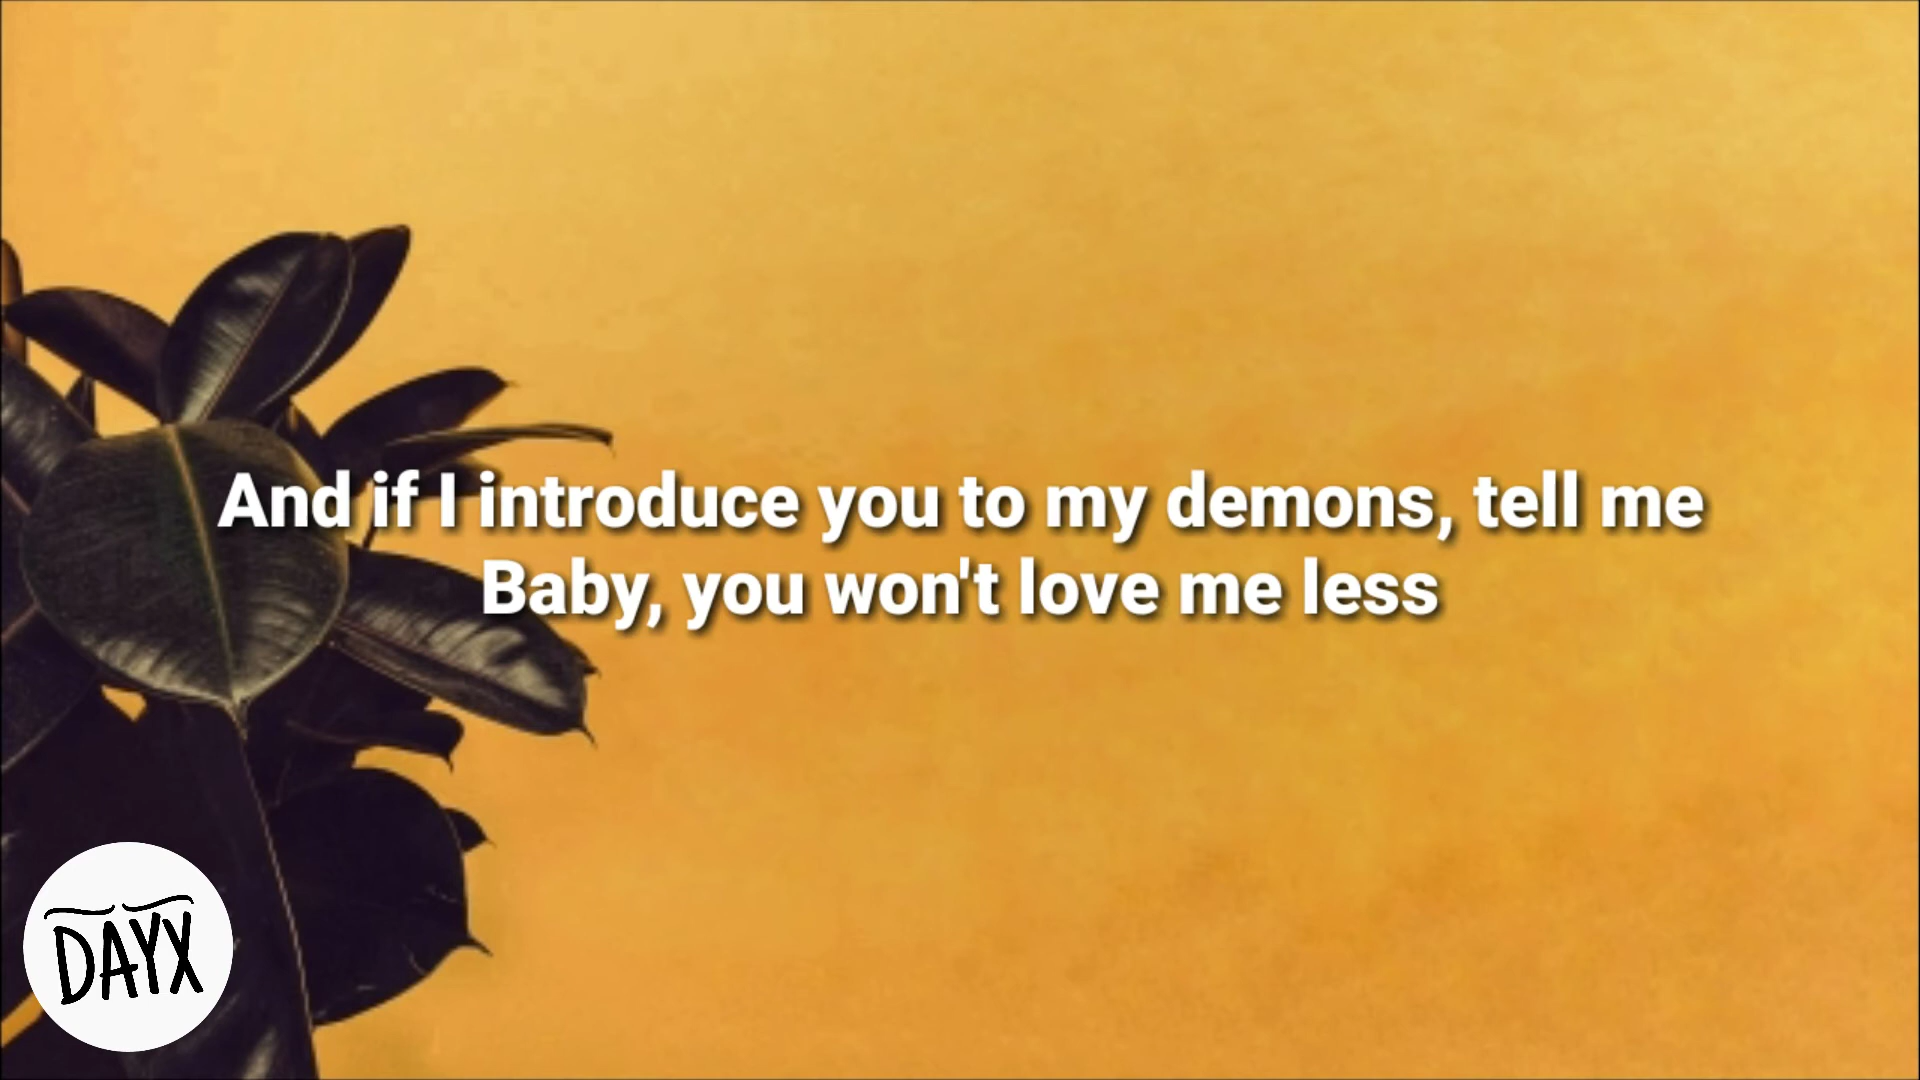 And if I introduce you to my demons, tell me
Baby, you won't love me less
DAYX